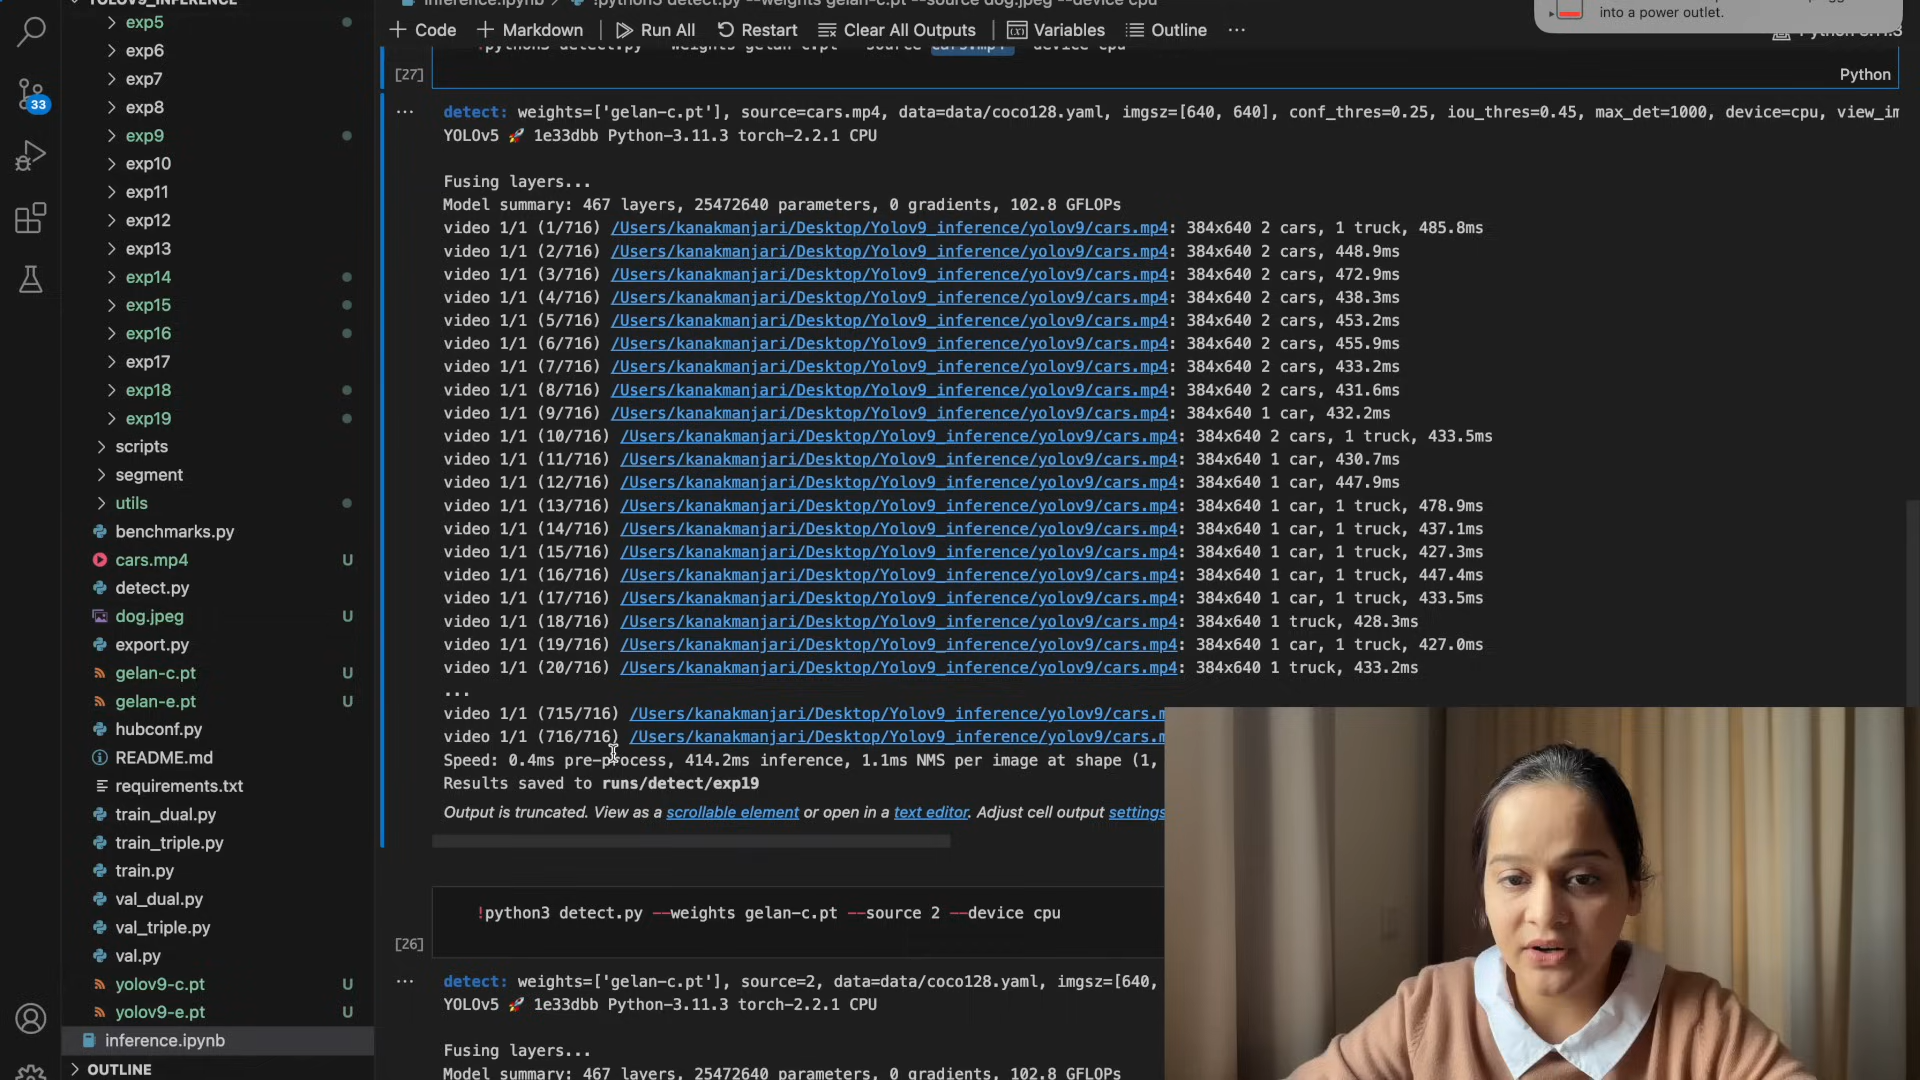 YOLOV9_INFERENCE
exp5
exp6
exp7
exp8
exp9
exp10
exp11
exp12
exp13
exp14
exp15
exp16
exp17
exp18
exp19
scripts
segment
utils
benchmarks.py
cars.mp4 U
detect.py
dog.jpeg U
export.py
gelan-c.pt U
gelan-e.pt U
hubconf.py
README.md
requirements.txt
train_dual.py
train_triple.py
train.py
val_dual.py
val_triple.py
val.py
yolov9-c.pt U
yolov9-e.pt U
inference.ipynb
OUTLINE
33
inference.ipynb > !python3 detect.py --weights gelan-c.pt --source dog.jpeg --device cpu
into a power outlet.
+ Code + Markdown Run All Restart Clear All Outputs Variables Outline ...
!python3 detect.py --weights gelan-c.pt --source cars.mp4 --device cpu
[27] Python
detect: weights=['gelan-c.pt'], source=cars.mp4, data=data/coco128.yaml, imgsz=[640, 640], conf_thres=0.25, iou_thres=0.45, max_det=1000, device=cpu, view_im
YOLOv5 🚀 1e33dbb Python-3.11.3 torch-2.2.1 CPU
Fusing layers...
Model summary: 467 layers, 25472640 parameters, 0 gradients, 102.8 GFLOPs
video 1/1 (1/716) /Users/kanakmanjari/Desktop/Yolov9_inference/yolov9/cars.mp4: 384x640 2 cars, 1 truck, 485.8ms
video 1/1 (2/716) /Users/kanakmanjari/Desktop/Yolov9_inference/yolov9/cars.mp4: 384x640 2 cars, 448.9ms
video 1/1 (3/716) /Users/kanakmanjari/Desktop/Yolov9_inference/yolov9/cars.mp4: 384x640 2 cars, 472.9ms
video 1/1 (4/716) /Users/kanakmanjari/Desktop/Yolov9_inference/yolov9/cars.mp4: 384x640 2 cars, 438.3ms
video 1/1 (5/716) /Users/kanakmanjari/Desktop/Yolov9_inference/yolov9/cars.mp4: 384x640 2 cars, 453.2ms
video 1/1 (6/716) /Users/kanakmanjari/Desktop/Yolov9_inference/yolov9/cars.mp4: 384x640 2 cars, 455.9ms
video 1/1 (7/716) /Users/kanakmanjari/Desktop/Yolov9_inference/yolov9/cars.mp4: 384x640 2 cars, 433.2ms
video 1/1 (8/716) /Users/kanakmanjari/Desktop/Yolov9_inference/yolov9/cars.mp4: 384x640 2 cars, 431.6ms
video 1/1 (9/716) /Users/kanakmanjari/Desktop/Yolov9_inference/yolov9/cars.mp4: 384x640 1 car, 432.2ms
video 1/1 (10/716) /Users/kanakmanjari/Desktop/Yolov9_inference/yolov9/cars.mp4: 384x640 2 cars, 1 truck, 433.5ms
video 1/1 (11/716) /Users/kanakmanjari/Desktop/Yolov9_inference/yolov9/cars.mp4: 384x640 1 car, 430.7ms
video 1/1 (12/716) /Users/kanakmanjari/Desktop/Yolov9_inference/yolov9/cars.mp4: 384x640 1 car, 447.9ms
video 1/1 (13/716) /Users/kanakmanjari/Desktop/Yolov9_inference/yolov9/cars.mp4: 384x640 1 car, 1 truck, 478.9ms
video 1/1 (14/716) /Users/kanakmanjari/Desktop/Yolov9_inference/yolov9/cars.mp4: 384x640 1 car, 1 truck, 437.1ms
video 1/1 (15/716) /Users/kanakmanjari/Desktop/Yolov9_inference/yolov9/cars.mp4: 384x640 1 car, 1 truck, 427.3ms
video 1/1 (16/716) /Users/kanakmanjari/Desktop/Yolov9_inference/yolov9/cars.mp4: 384x640 1 car, 1 truck, 447.4ms
video 1/1 (17/716) /Users/kanakmanjari/Desktop/Yolov9_inference/yolov9/cars.mp4: 384x640 1 car, 1 truck, 433.5ms
video 1/1 (18/716) /Users/kanakmanjari/Desktop/Yolov9_inference/yolov9/cars.mp4: 384x640 1 truck, 428.3ms
video 1/1 (19/716) /Users/kanakmanjari/Desktop/Yolov9_inference/yolov9/cars.mp4: 384x640 1 car, 1 truck, 427.0ms
video 1/1 (20/716) /Users/kanakmanjari/Desktop/Yolov9_inference/yolov9/cars.mp4: 384x640 1 truck, 433.2ms
...
video 1/1 (715/716) /Users/kanakmanjari/Desktop/Yolov9_inference/yolov9/cars.m
video 1/1 (716/716) /Users/kanakmanjari/Desktop/Yolov9_inference/yolov9/cars.m
Speed: 0.4ms pre-process, 414.2ms inference, 1.1ms NMS per image at shape (1,
Results saved to runs/detect/exp19
Output is truncated. View as a scrollable element or open in a text editor. Adjust cell output settings
!python3 detect.py --weights gelan-c.pt --source 2 --device cpu
[26]
detect: weights=['gelan-c.pt'], source=2, data=data/coco128.yaml, imgsz=[640,
YOLOv5 🚀 1e33dbb Python-3.11.3 torch-2.2.1 CPU
Fusing layers...
Model summary: 467 layers, 25472640 parameters, 0 gradients, 102.8 GFLOPs